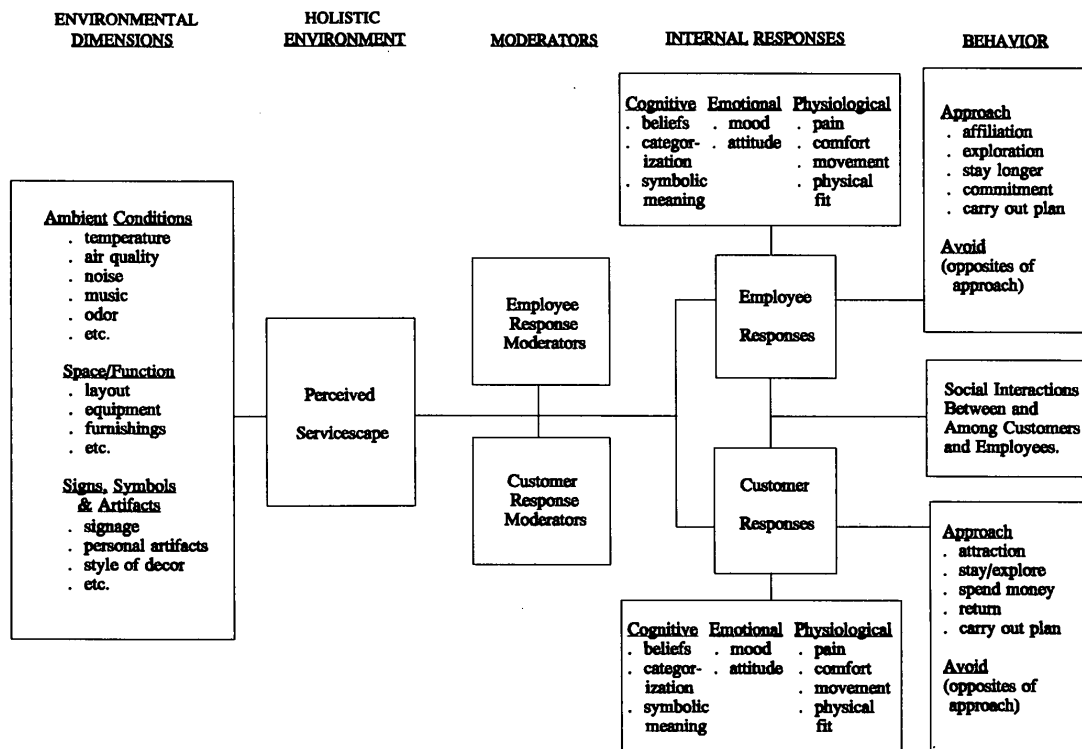 ENVIRONMENTAL
DIMENSIONS
HOLISTIC
ENVIRONMENT
MODERATORS
INTERNAL RESPONSES
BEHAVIOR
Ambient Conditions
. temperature
. air quality
. noise
. music
. odor
. etc.
Space/Function
. layout
. equipment
. furnishings
. etc.
Signs, Symbols
& Artifacts
. signage
. personal artifacts
. style of decor
. etc.
Perceived
Servicescape
Employee
Response
Moderators
Customer
Response
Moderators
Cognitive
. beliefs
. categor-
ization
. symbolic
meaning
Emotional
. mood
. attitude
Physiological
. pain
. comfort
. movement
. physical
fit
Employee
Responses
Customer
Responses
Cognitive
. beliefs
. categor-
ization
. symbolic
meaning
Emotional
. mood
. attitude
Physiological
. pain
. comfort
. movement
. physical
fit
Approach
. affiliation
. exploration
. stay longer
. commitment
. carry out plan
Avoid
(opposites of
approach)
Social Interactions
Between and
Among Customers
and Employees.
Approach
. attraction
. stay/explore
. spend money
. return
. carry out plan
Avoid
(opposites of
approach)